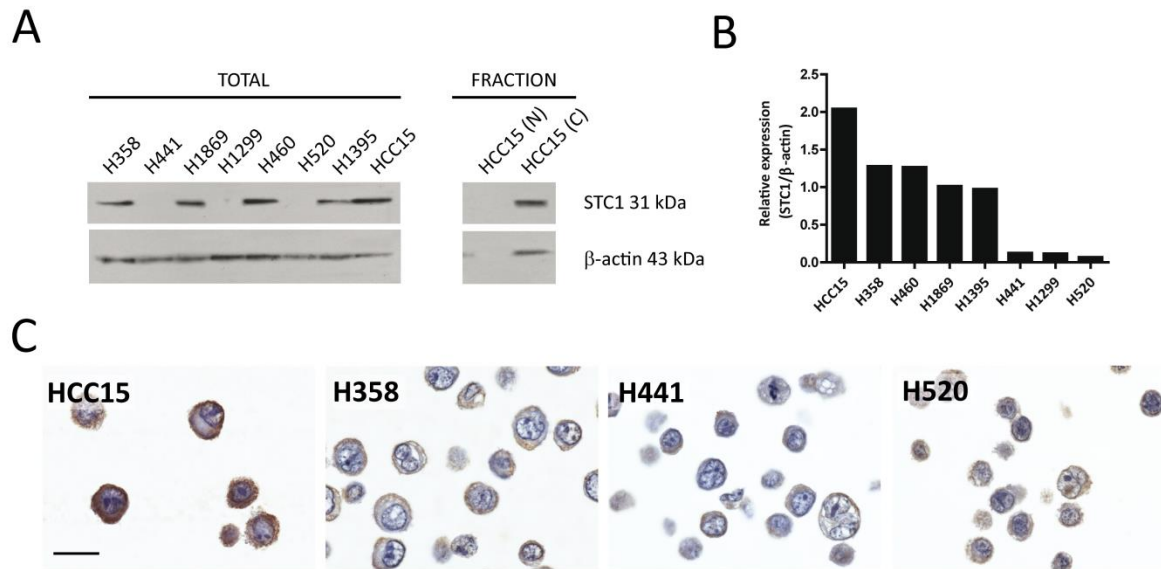 A
TOTAL
FRACTION
H358
H441
H1869
H1299
H460
H520
H1395
HCC15
HCC15 (N)
HCC15 (C)
STC1 31 kDa
β-actin 43 kDa
B
Relative expression
(STC1/β-actin)
2.5
2.0
1.5
1.0
0.5
0.0
HCC15
H358
H460
H1869
H1395
H441
H1299
H520
C
HCC15
H358
H441
H520